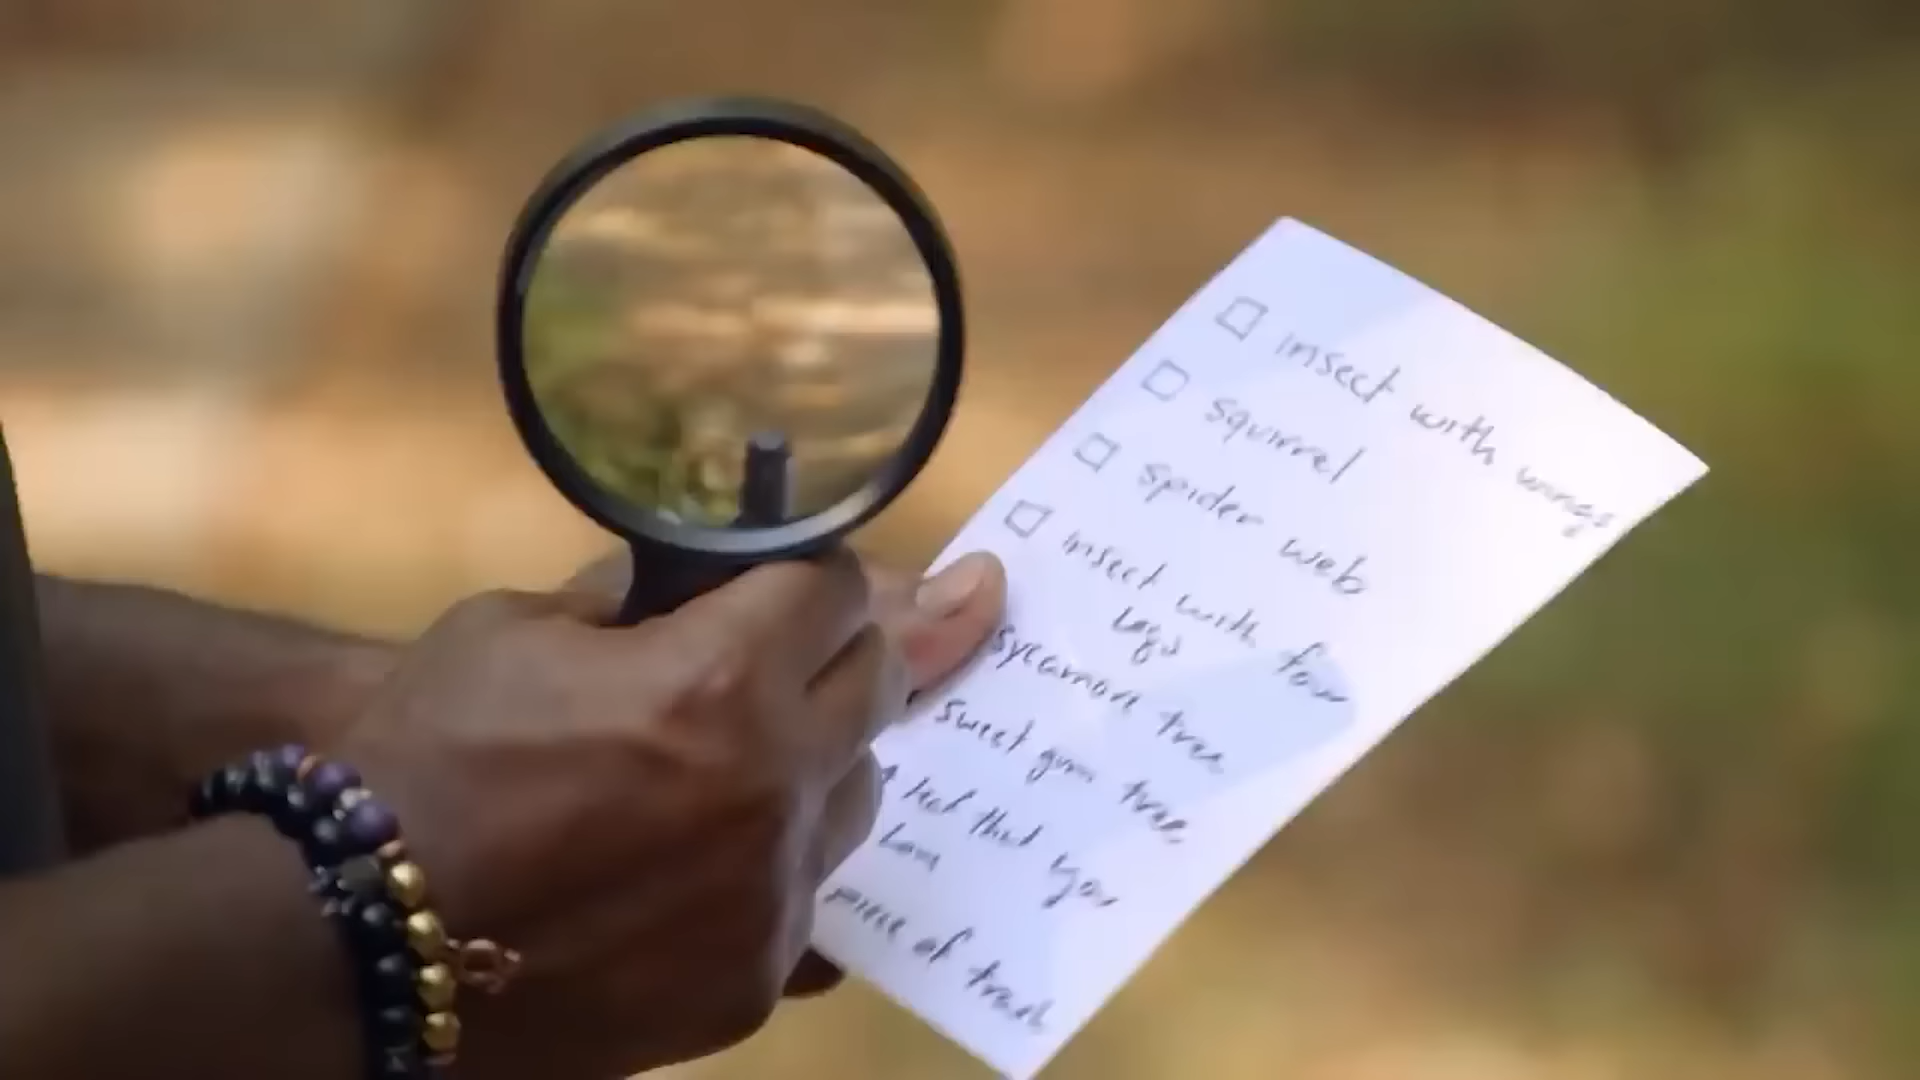 insect with wings
squirrel
spider web
insect with four
Legs
sycamore tree
sweet gum tree
that you
Love
piece of trash